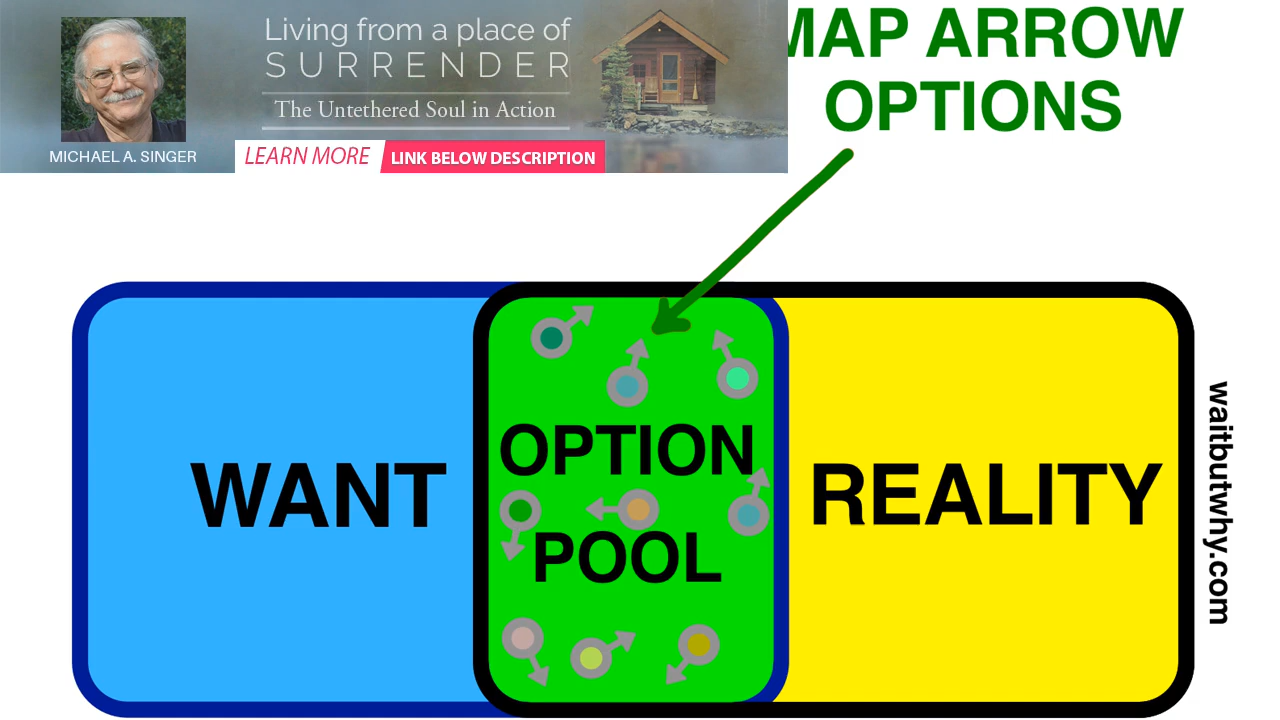 Living from a place of
SURRENDER
The Untethered Soul in Action
MICHAEL A. SINGER
LEARN MORE
LINK BELOW DESCRIPTION
MAP ARROW
OPTIONS
WANT
OPTION
POOL
REALITY
waitbutwhy.com